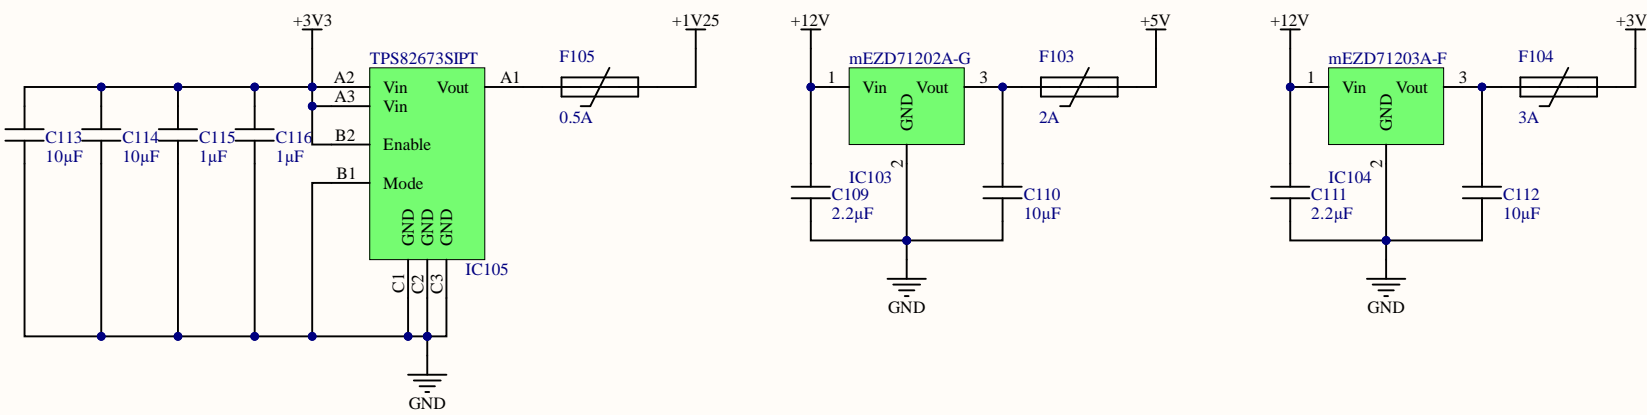 +3V3
+1V25
TPS82673SIPT
F105
A2
Vin
Vout
A1
A3
Vin
0.5A
B2
Enable
B1
Mode
C113
10µF
C114
10µF
C115
1µF
C116
1µF
GND
GND
GND
IC105
C1
C2
C3
GND
+12V
+5V
mEZD71202A-G
F103
1
Vin
Vout
3
GND
2A
2
IC103
C109
2.2µF
C110
10µF
GND
+12V
+3V
mEZD71203A-F
F104
1
Vin
Vout
3
GND
3A
2
IC104
C111
2.2µF
C112
10µF
GND